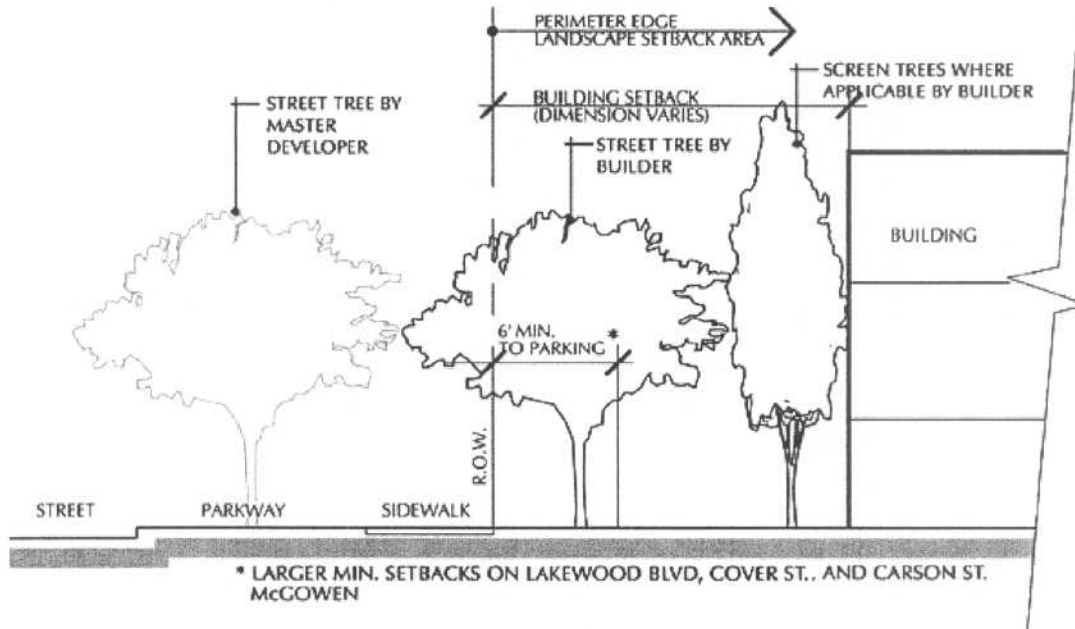 PERIMETER EDGE
LANDSCAPE SETBACK AREA
SCREEN TREES WHERE
APPLICABLE BY BUILDER
STREET TREE BY
MASTER
DEVELOPER
BUILDING SETBACK
(DIMENSION VARIES)
STREET TREE BY
BUILDER
BUILDING
6' MIN. *
TO PARKING
R.O.W.
STREET
PARKWAY
SIDEWALK
* LARGER MIN. SETBACKS ON LAKEWOOD BLVD, COVER ST.. AND CARSON ST.
McGOWEN